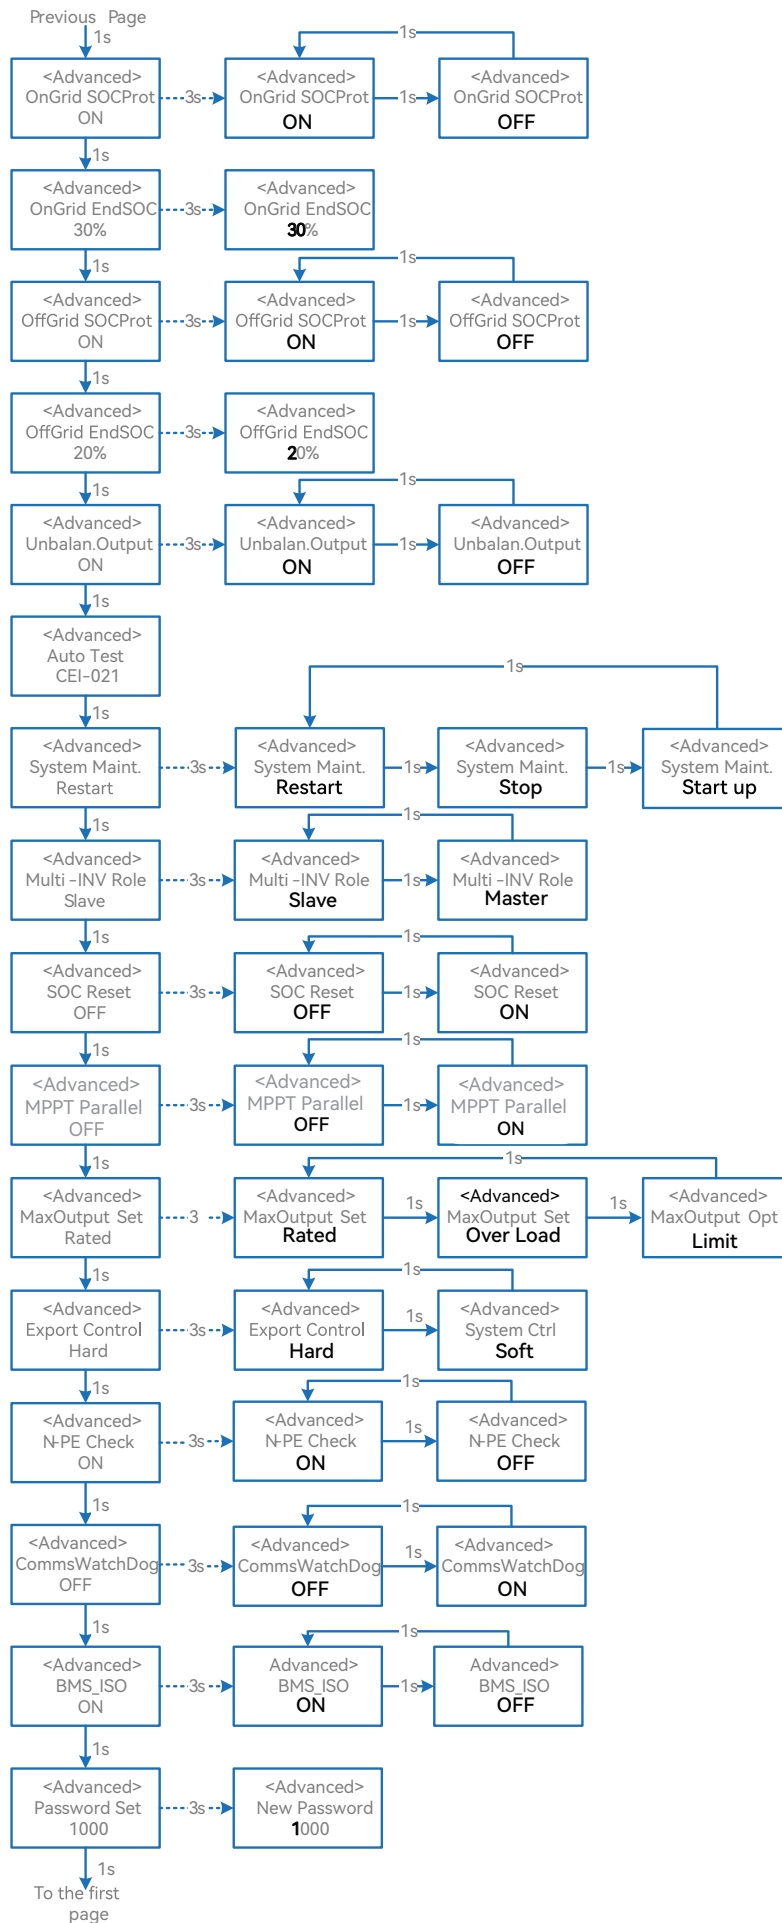 Previous Page
1s
1s
<Advanced>
OnGrid SOCProt
ON
3s
<Advanced>
OnGrid SOCProt
ON
1s
<Advanced>
OnGrid SOCProt
OFF
1s
<Advanced>
OnGrid EndSOC
30%
3s
<Advanced>
OnGrid EndSOC
30%
1s
1s
<Advanced>
OffGrid SOCProt
ON
3s
<Advanced>
OffGrid SOCProt
ON
1s
<Advanced>
OffGrid SOCProt
OFF
1s
<Advanced>
OffGrid EndSOC
20%
3s
<Advanced>
OffGrid EndSOC
20%
1s
1s
<Advanced>
Unbalan.Output
ON
3s
<Advanced>
Unbalan.Output
ON
1s
<Advanced>
Unbalan.Output
OFF
1s
<Advanced>
Auto Test
CEI-021
1s
1s
<Advanced>
System Maint.
Restart
3s
<Advanced>
System Maint.
Restart
1s
<Advanced>
System Maint.
Stop
1s
<Advanced>
System Maint.
Start up
1s
1s
<Advanced>
Multi-INV Role
Slave
3s
<Advanced>
Multi-INV Role
Slave
1s
<Advanced>
Multi-INV Role
Master
1s
1s
<Advanced>
SOC Reset
OFF
3s
<Advanced>
SOC Reset
OFF
1s
<Advanced>
SOC Reset
ON
1s
1s
<Advanced>
MPPT Parallel
OFF
3s
<Advanced>
MPPT Parallel
OFF
1s
<Advanced>
MPPT Parallel
ON
1s
1s
<Advanced>
MaxOutput Set
Rated
3
<Advanced>
MaxOutput Set
Rated
1s
<Advanced>
MaxOutput Set
Over Load
1s
<Advanced>
MaxOutput Opt
Limit
1s
1s
<Advanced>
Export Control
Hard
3s
<Advanced>
Export Control
Hard
1s
<Advanced>
System Ctrl
Soft
1s
1s
<Advanced>
N-PE Check
ON
3s
<Advanced>
N-PE Check
ON
1s
<Advanced>
N-PE Check
OFF
1s
1s
<Advanced>
CommsWatchDog
OFF
3s
<Advanced>
CommsWatchDog
OFF
1s
<Advanced>
CommsWatchDog
ON
1s
1s
<Advanced>
BMS_ISO
ON
3s
Advanced>
BMS_ISO
ON
1s
Advanced>
BMS_ISO
OFF
1s
<Advanced>
Password Set
1000
3s
<Advanced>
New Password
1000
1s
To the first
page